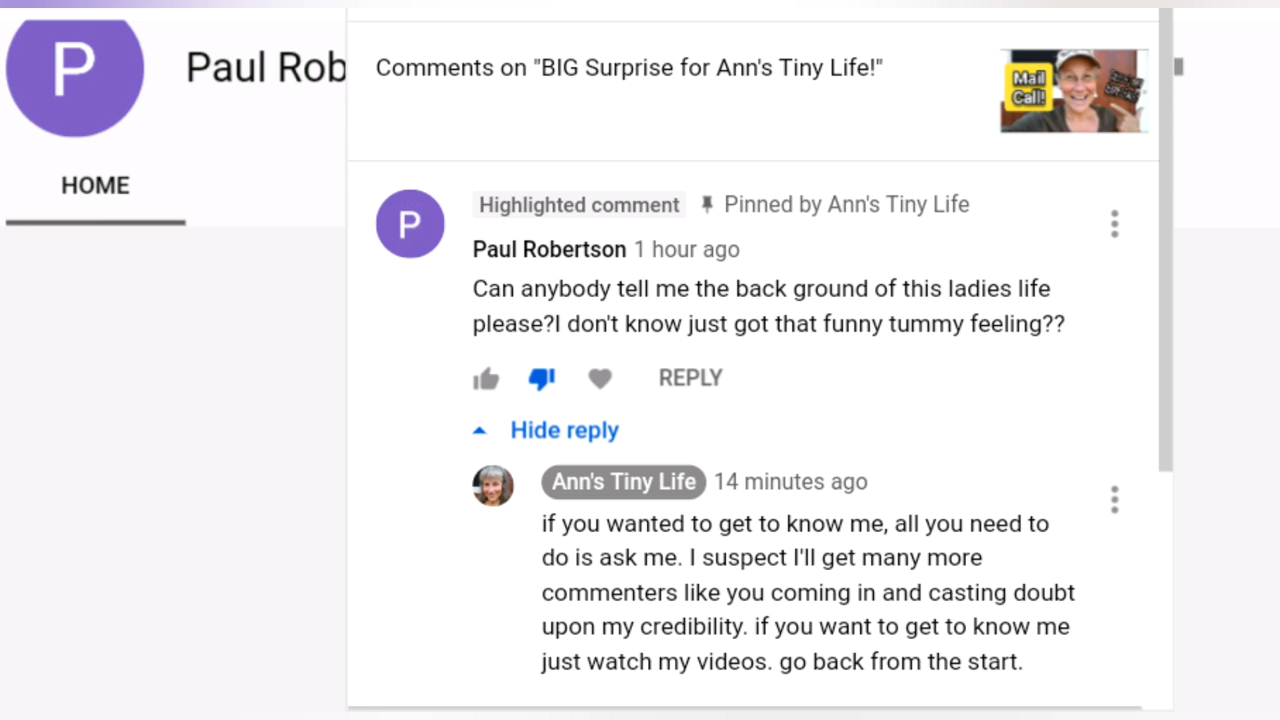 P
Paul Rob
HOME
Comments on "BIG Surprise for Ann's Tiny Life!"
Mail
Call!
P
Highlighted comment Pinned by Ann's Tiny Life
Paul Robertson 1 hour ago
Can anybody tell me the back ground of this ladies life
please?I don't know just got that funny tummy feeling??
REPLY
Hide reply
Ann's Tiny Life 14 minutes ago
if you wanted to get to know me, all you need to
do is ask me. I suspect I'll get many more
commenters like you coming in and casting doubt
upon my credibility. if you want to get to know me
just watch my videos. go back from the start.